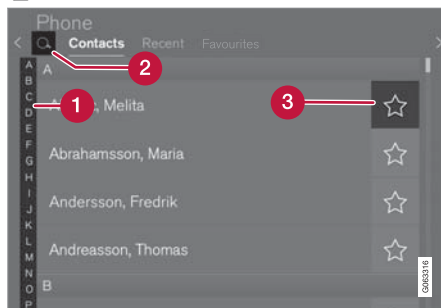 Phone
Contacts Recent Favourites
2
A
B
C
D
E
F
G
H
I
J
K
L
M
N
O
P
A
1
Melita
3
Abrahamsson, Maria
Andersson, Fredrik
Andreasson, Thomas
B
G063316